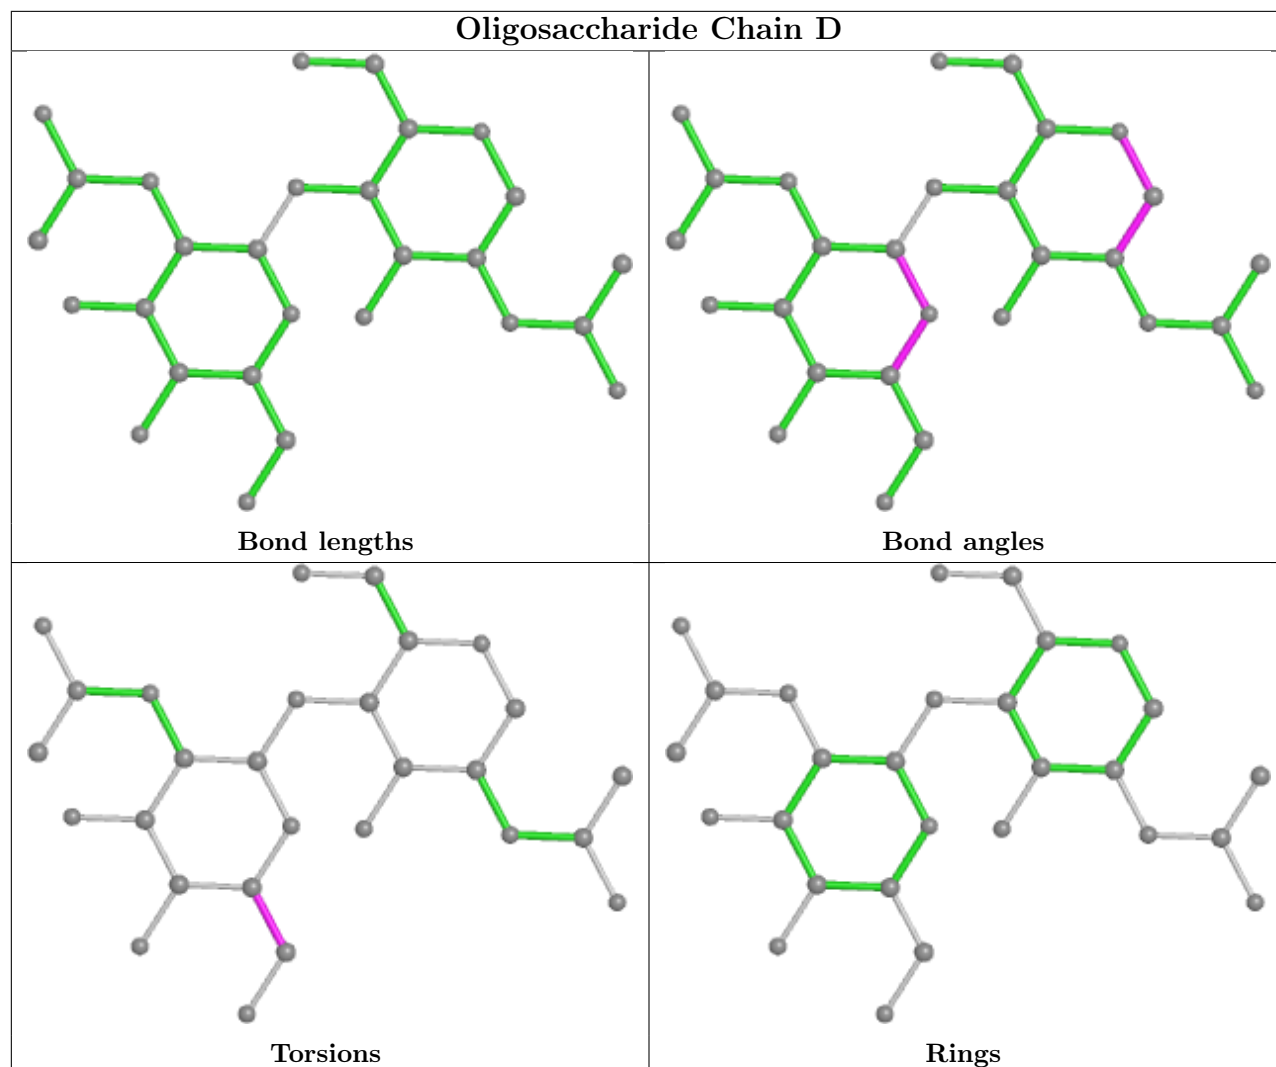 Oligosaccharide Chain D
Bond lengths
Bond angles
Torsions
Rings